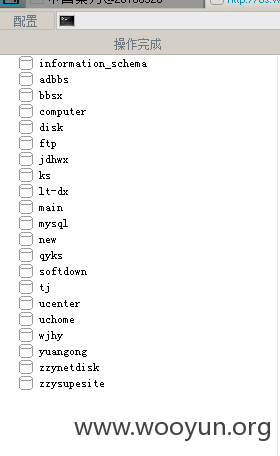 配置
操作完成
information_schema
adbbs
bbsx
computer
disk
ftp
jdhwx
ks
lt-dx
main
mysql
new
qyks
softdown
tj
ucenter
uchome
wjhy
yuangong
zzynetdisk
zzysupesite
www.wooyun.org